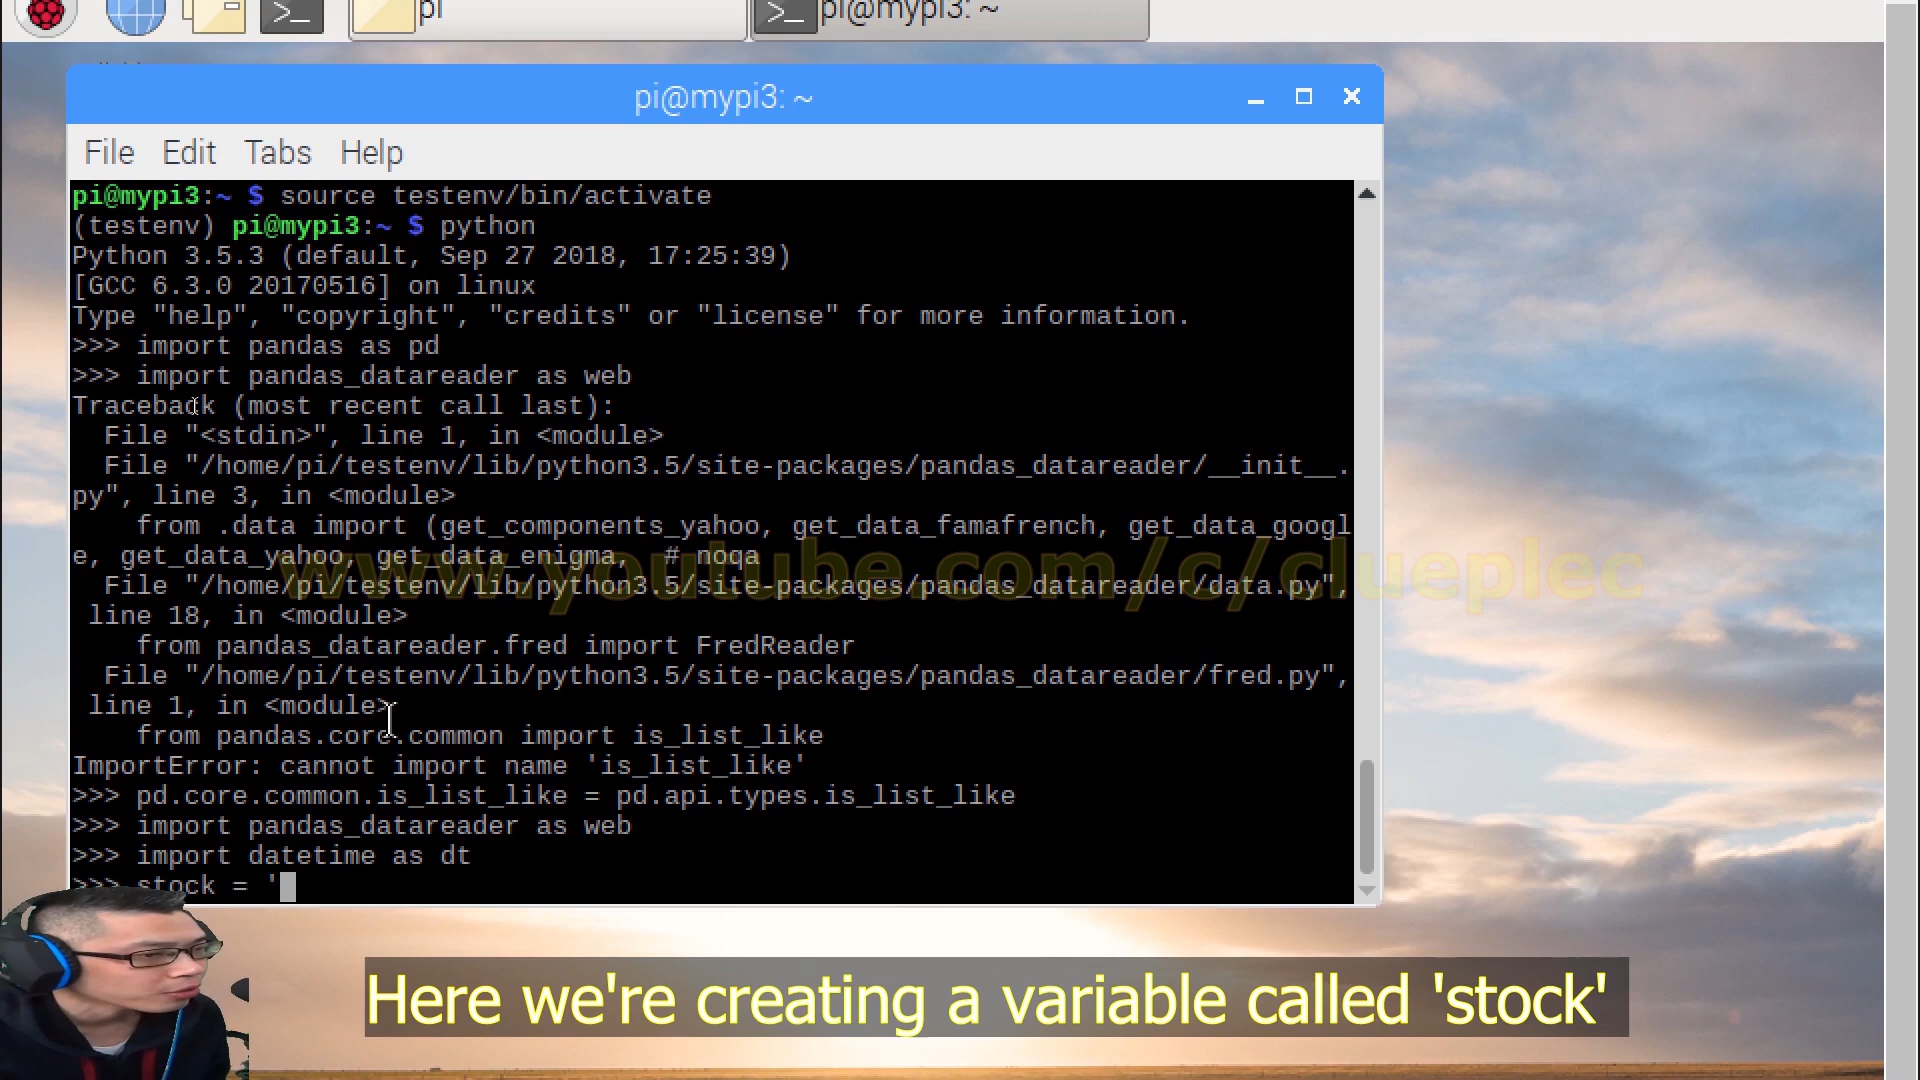 pi
pi@mypi3: ~
pi@mypi3: ~
File Edit Tabs Help
pi@mypi3:~ $ source testenv/bin/activate
(testenv) pi@mypi3:~ $ python
Python 3.5.3 (default, Sep 27 2018, 17:25:39)
[GCC 6.3.0 20170516] on linux
Type "help", "copyright", "credits" or "license" for more information.
>>> import pandas as pd
>>> import pandas_datareader as web
Traceback (most recent call last):
  File "<stdin>", line 1, in <module>
  File "/home/pi/testenv/lib/python3.5/site-packages/pandas_datareader/__init__.
py", line 3, in <module>
    from .data import (get_components_yahoo, get_data_famafrench, get_data_googl
e, get_data_yahoo, get_data_enigma,  # noqa
www.youtube.com/c/clueplec
  File "/home/pi/testenv/lib/python3.5/site-packages/pandas_datareader/data.py",
 line 18, in <module>
    from pandas_datareader.fred import FredReader
  File "/home/pi/testenv/lib/python3.5/site-packages/pandas_datareader/fred.py",
 line 1, in <module>
    from pandas.core.common import is_list_like
ImportError: cannot import name 'is_list_like'
>>> pd.core.common.is_list_like = pd.api.types.is_list_like
>>> import pandas_datareader as web
>>> import datetime as dt
>>> stock = '
Here we're creating a variable called 'stock'